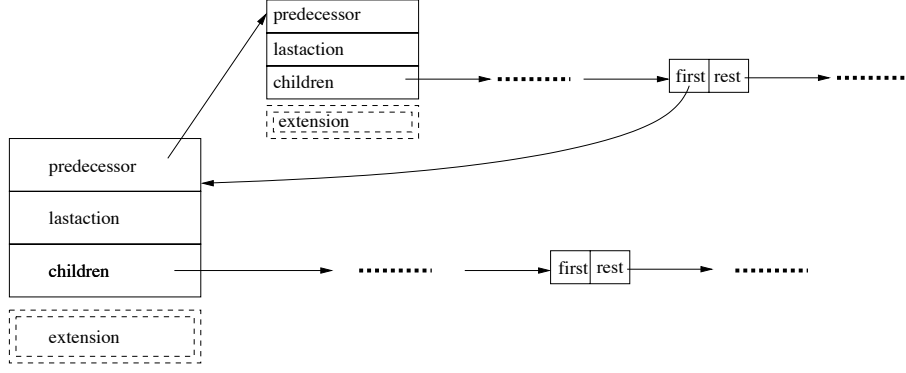 predecessor
lastaction
children
first rest
extension
predecessor
lastaction
children
first rest
extension